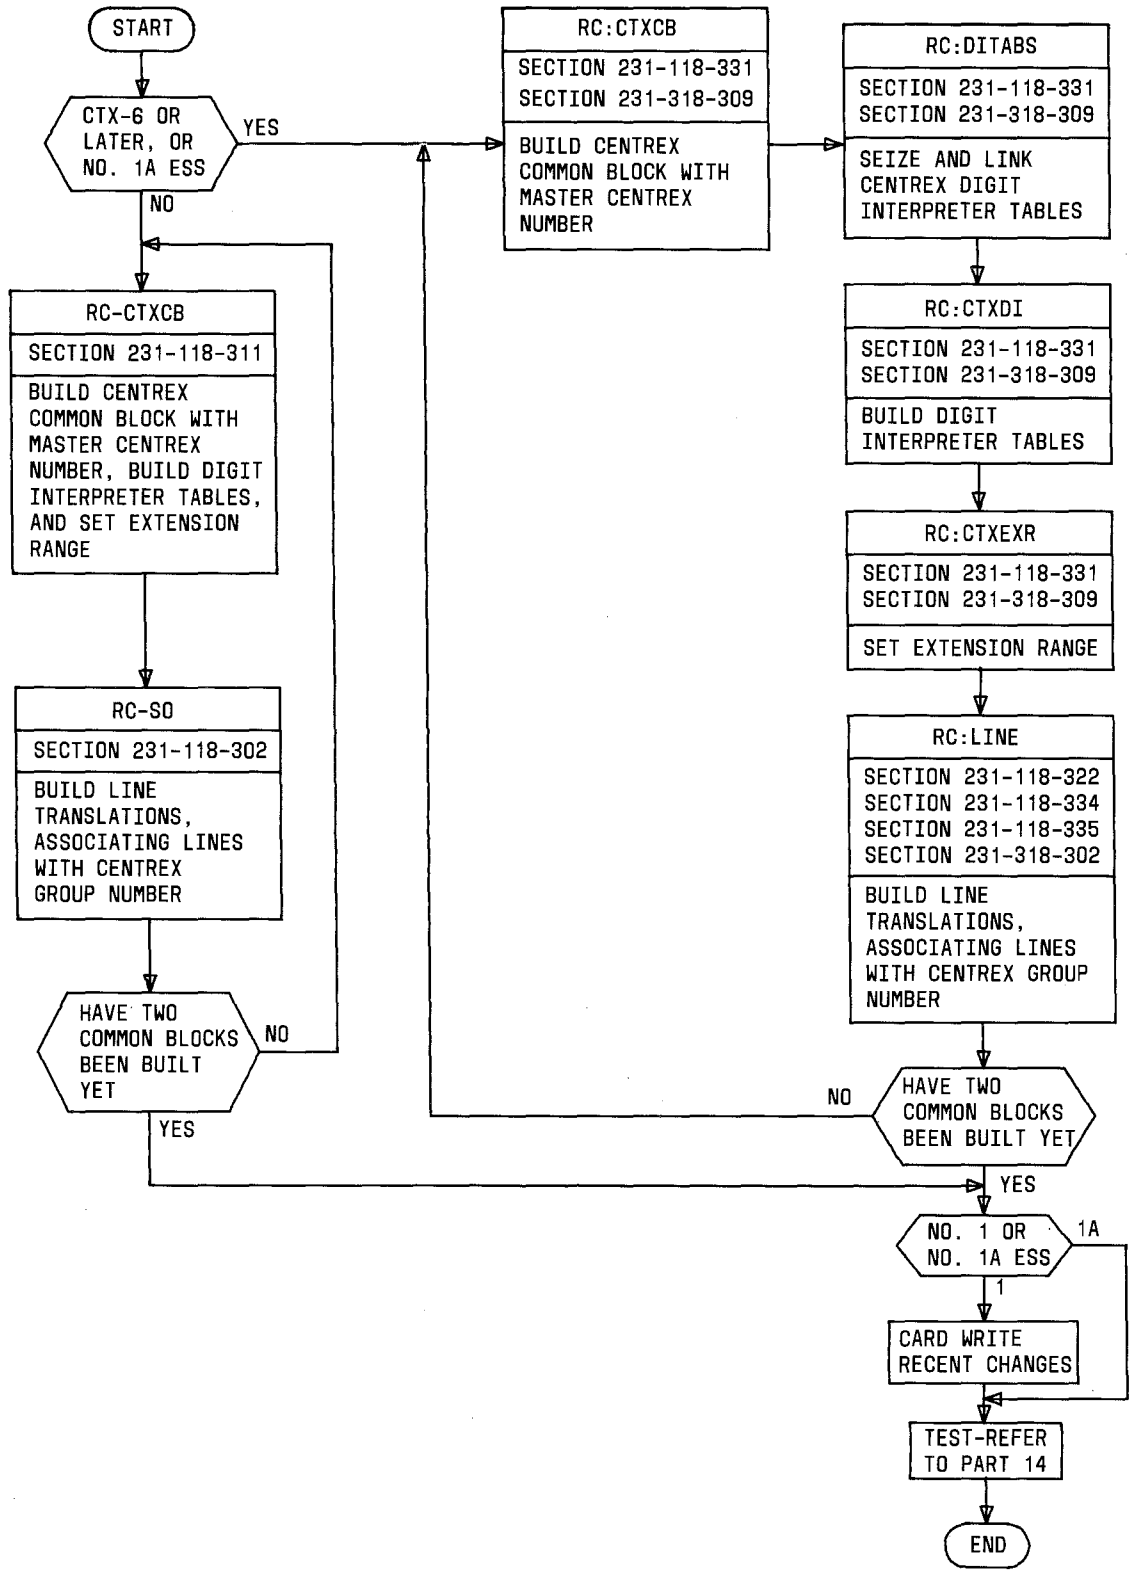 START
CTX-6 OR
LATER, OR
NO. 1A ESS
YES
NO
RC-CTXCB
SECTION 231-118-311
BUILD CENTREX
COMMON BLOCK WITH
MASTER CENTREX
NUMBER, BUILD DIGIT
INTERPRETER TABLES,
AND SET EXTENSION
RANGE
RC-SO
SECTION 231-118-302
BUILD LINE
TRANSLATIONS,
ASSOCIATING LINES
WITH CENTREX
GROUP NUMBER
HAVE TWO
COMMON BLOCKS
BEEN BUILT
YET
NO
YES
RC:CTXCB
SECTION 231-118-331
SECTION 231-318-309
BUILD CENTREX
COMMON BLOCK WITH
MASTER CENTREX
NUMBER
RC:DITABS
SECTION 231-118-331
SECTION 231-318-309
SEIZE AND LINK
CENTREX DIGIT
INTERPRETER TABLES
RC:CTXDI
SECTION 231-118-331
SECTION 231-318-309
BUILD DIGIT
INTERPRETER TABLES
RC:CTXEXR
SECTION 231-118-331
SECTION 231-318-309
SET EXTENSION RANGE
RC:LINE
SECTION 231-118-322
SECTION 231-118-334
SECTION 231-118-335
SECTION 231-318-302
BUILD LINE
TRANSLATIONS,
ASSOCIATING LINES
WITH CENTREX GROUP
NUMBER
HAVE TWO
COMMON BLOCKS
BEEN BUILT YET
NO
YES
NO. 1 OR
NO. 1A ESS
1A
1
CARD WRITE
RECENT CHANGES
TEST-REFER
TO PART 14
END